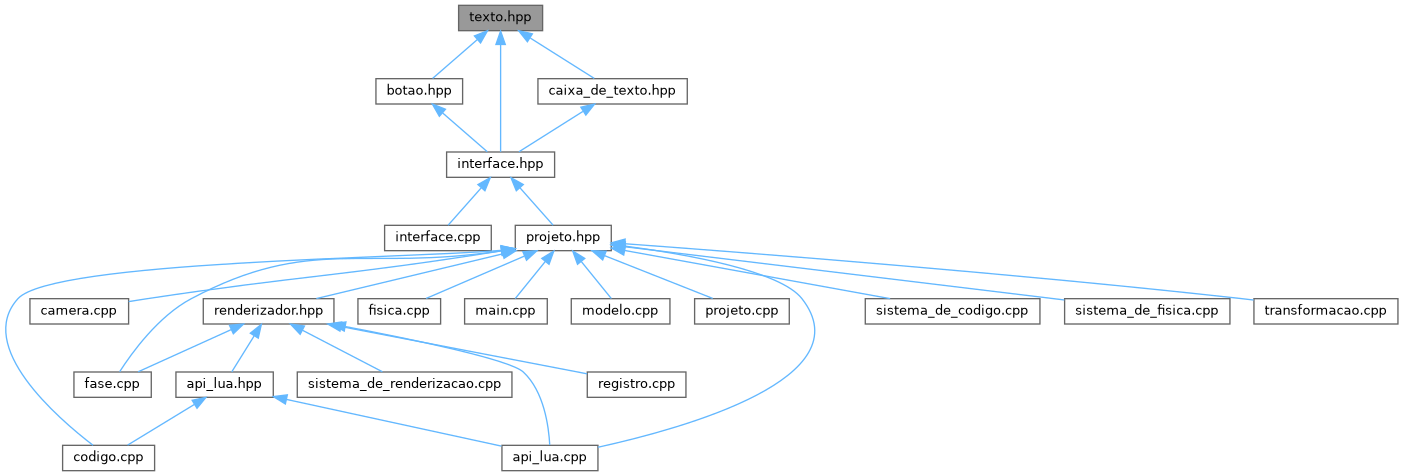 texto.hpp
botao.hpp
caixa_de_texto.hpp
interface.hpp
interface.cpp
projeto.hpp
camera.cpp
renderizador.hpp
fisica.cpp
main.cpp
modelo.cpp
projeto.cpp
sistema_de_codigo.cpp
sistema_de_fisica.cpp
transformacao.cpp
fase.cpp
api_lua.hpp
sistema_de_renderizacao.cpp
registro.cpp
codigo.cpp
api_lua.cpp